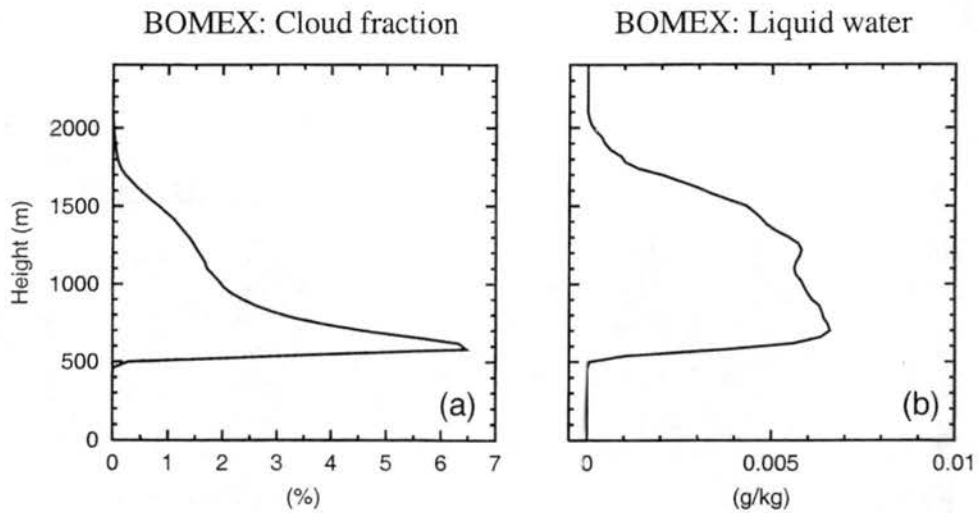 BOMEX: Cloud fraction
BOMEX: Liquid water
2000
1500
1000
500
0
Height (m)
(a)
0 1 2 3 4 5 6 7
(%)
(b)
0 0.005 0.01
(g/kg)